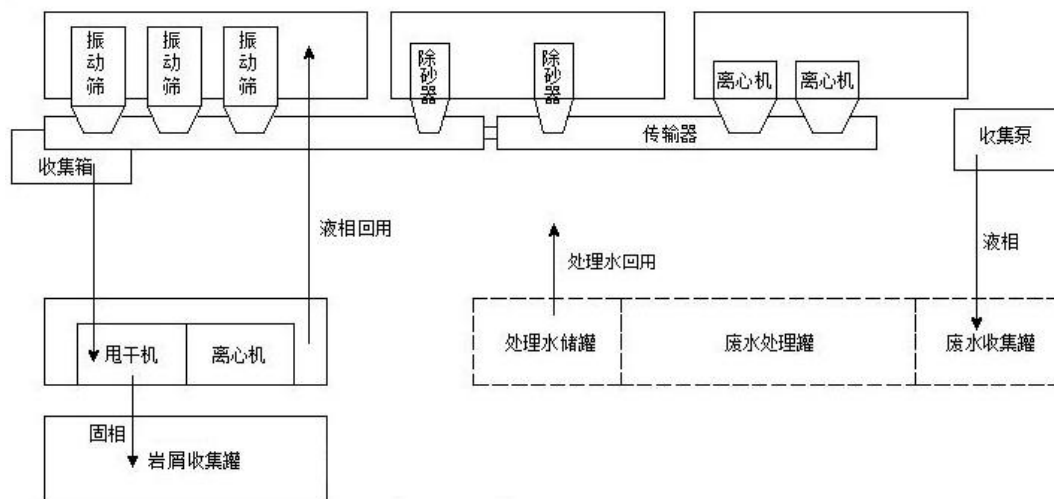 振动筛
振动筛
振动筛
除砂器
除砂器
离心机
离心机
传输器
收集泵
收集箱
液相回用
处理水回用
液相
甩干机
离心机
处理水储罐
废水处理罐
废水收集罐
固相
岩屑收集罐